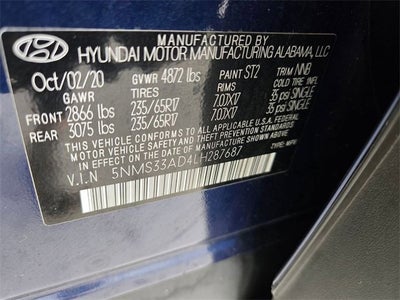 MANUFACTURED BY
HYUNDAI MOTOR MANUFACTURING ALABAMA, LLC
Oct/02/20 GVWR 4872 lbs PAINT ST2 TRIM NNB
GAWR TIRES RIMS COLD TIRE INFL.
FRONT 2866 lbs 235/65R17 7.0JX17 35 psi SINGLE
REAR 3075 lbs 235/65R17 7.0JX17 35 psi SINGLE
THIS VEHICLE CONFORMS TO ALL APPLICABLE U.S. FEDERAL
MOTOR VEHICLE SAFETY AND THEFT PREVENTION
STANDARDS IN EFFECT ON THE DATE OF MANUFACTURE SHOWN ABOVE.
V.I.N 5NMS33AD4LH287687 TYPE: MPV